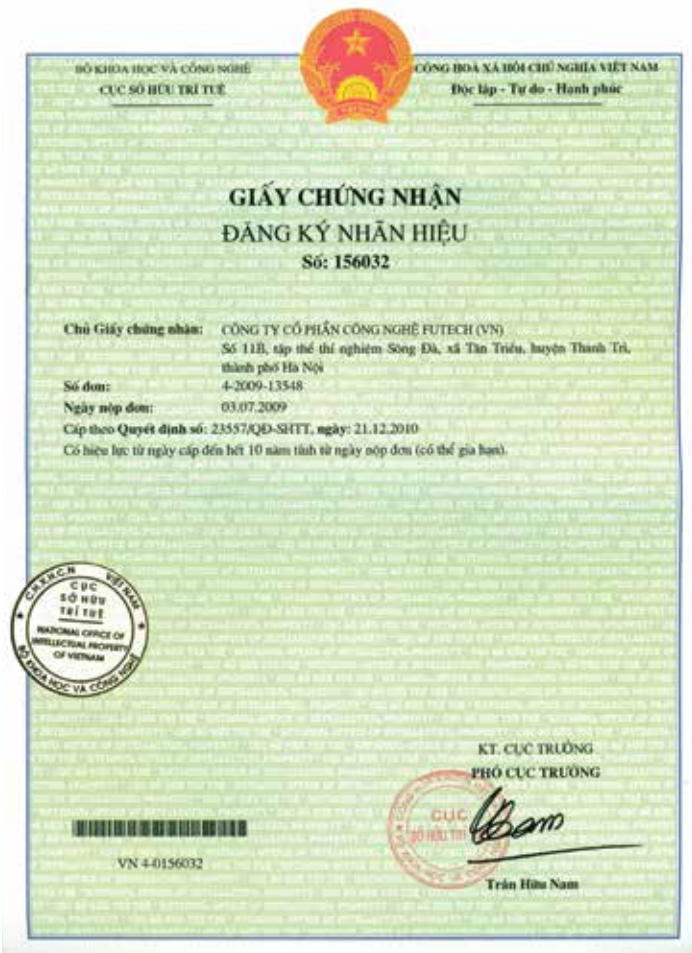 BỘ KHOA HỌC VÀ CÔNG NGHỆ
CỤC SỞ HỮU TRÍ TUỆ
CỘNG HOÀ XÃ HỘI CHỦ NGHĨA VIỆT NAM
Độc lập - Tự do - Hạnh phúc
GIẤY CHỨNG NHẬN
ĐĂNG KÝ NHÃN HIỆU
Số: 156032
Chủ Giấy chứng nhận: CÔNG TY CỔ PHẦN CÔNG NGHỆ FUTECH (VN)
Số 11B, tập thể thí nghiệm Sông Đà, xã Tân Triều, huyện Thanh Trì,
thành phố Hà Nội
Số đơn: 4-2009-13548
Ngày nộp đơn: 03.07.2009
Cấp theo Quyết định số: 23557/QĐ-SHTT, ngày: 21.12.2010
Có hiệu lực từ ngày cấp đến hết 10 năm tính từ ngày nộp đơn (có thể gia hạn).
C.H.X.H.C.N VIỆT NAM
CỤC
SỞ HỮU
TRÍ TUỆ
NATIONAL OFFICE OF
INTELLECTUAL PROPERTY
OF VIETNAM
BỘ KHOA HỌC VÀ CÔNG NGHỆ
KT. CỤC TRƯỞNG
PHÓ CỤC TRƯỞNG
CỤC
SỞ HỮU TRÍ
VN 4-0156032
Trần Hữu Nam